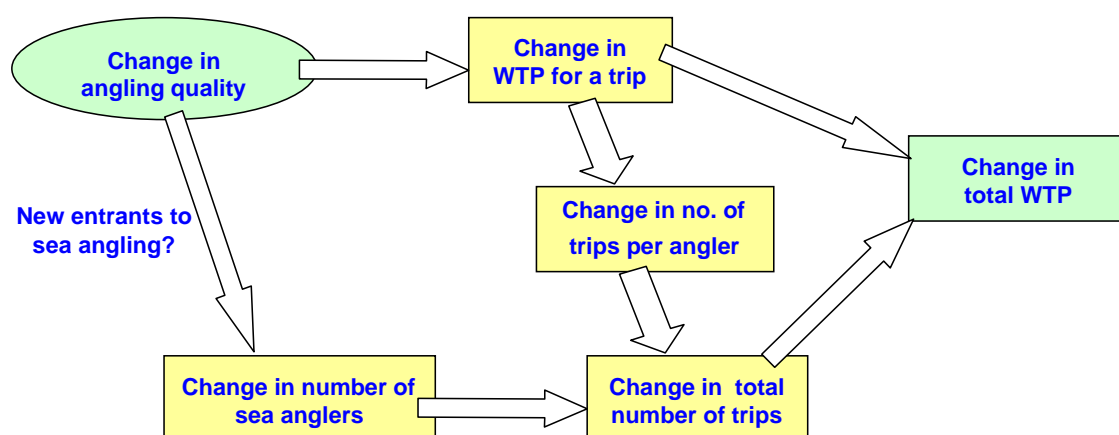 Change in
angling quality
Change in
WTP for a trip
Change in
total WTP
New entrants to
sea angling?
Change in no. of
trips per angler
Change in number of
sea anglers
Change in total
number of trips